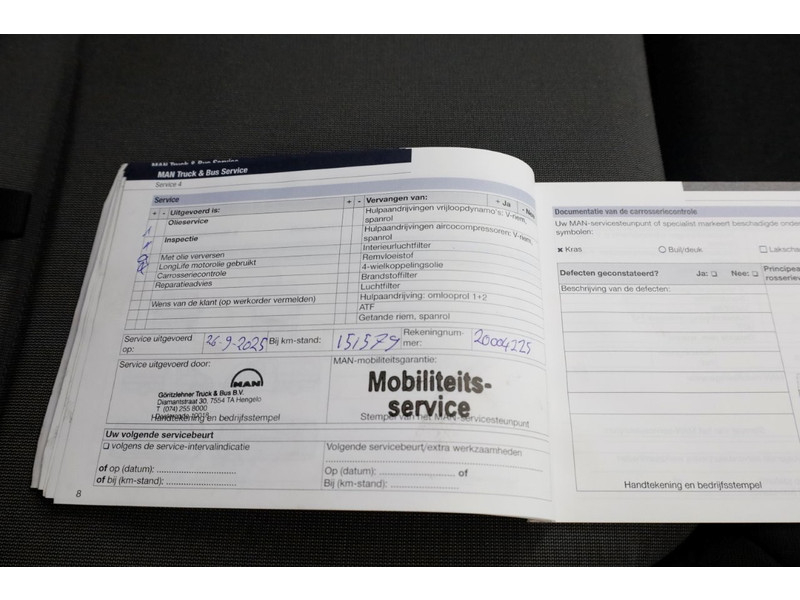 MAN Truck & Bus Service
MAN Truck & Bus Service
Service 4
Service + - Vervangen van: + Ja - Nee
+ - Uitgevoerd is: Hulpaandrijvingen vrijloopdynamo's: V-riem, spanrol
Olieservice
Hulpaandrijvingen aircocompressoren: V-riem, spanrol
Inspectie
Interieurluchtfilter
Met olie verversen Remvloeistof
LongLife motorolie gebruikt 4-wielkoppelingsolie
Carrosseriecontrole Brandstoffilter
Reparatieadvies Luchtfilter
Wens van de klant (op werkorder vermelden) Hulpaandrijving: omlooprol 1+2
ATF
Getande riem, spanrol
Service uitgevoerd op: 26-9-2025 Bij km-stand: 151579 Rekeningnummer: 20004225
Service uitgevoerd door: MAN-mobiliteitsgarantie:
MAN
Göritzlehner Truck & Bus B.V.
Diamantstraat 30, 7554 TA Hengelo
T (074) 255 8000
Handtekening en bedrijfsstempel
Mobiliteits-
service
Stempel van het MAN-servicesteunpunt
Uw volgende servicebeurt
volgens de service-intervalindicatie Volgende servicebeurt/extra werkzaamheden
of op (datum): Op (datum): of
of bij (km-stand): Bij (km-stand):
8
Documentatie van de carrosseriecontrole
Uw MAN-servicesteunpunt of specialist markeert beschadigde
symbolen:
x Kras Buil/deuk
Defecten geconstateerd? Ja: Nee:
Beschrijving van de defecten:
Handtekening en bedrijfsstempel